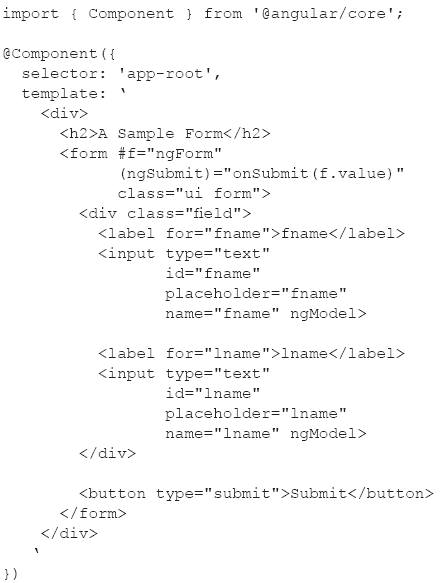 import { Component } from '@angular/core';

@Component({
  selector: 'app-root',
  template: ‘
    <div>
      <h2>A Sample Form</h2>
      <form #f="ngForm"
            (ngSubmit)="onSubmit(f.value)"
            class="ui form">
        <div class="field">
          <label for="fname">fname</label>
          <input type="text"
                 id="fname"
                 placeholder="fname"
                 name="fname" ngModel>

          <label for="lname">lname</label>
          <input type="text"
                 id="lname"
                 placeholder="lname"
                 name="lname" ngModel>
        </div>

        <button type="submit">Submit</button>
      </form>
    </div>
   ‘
})